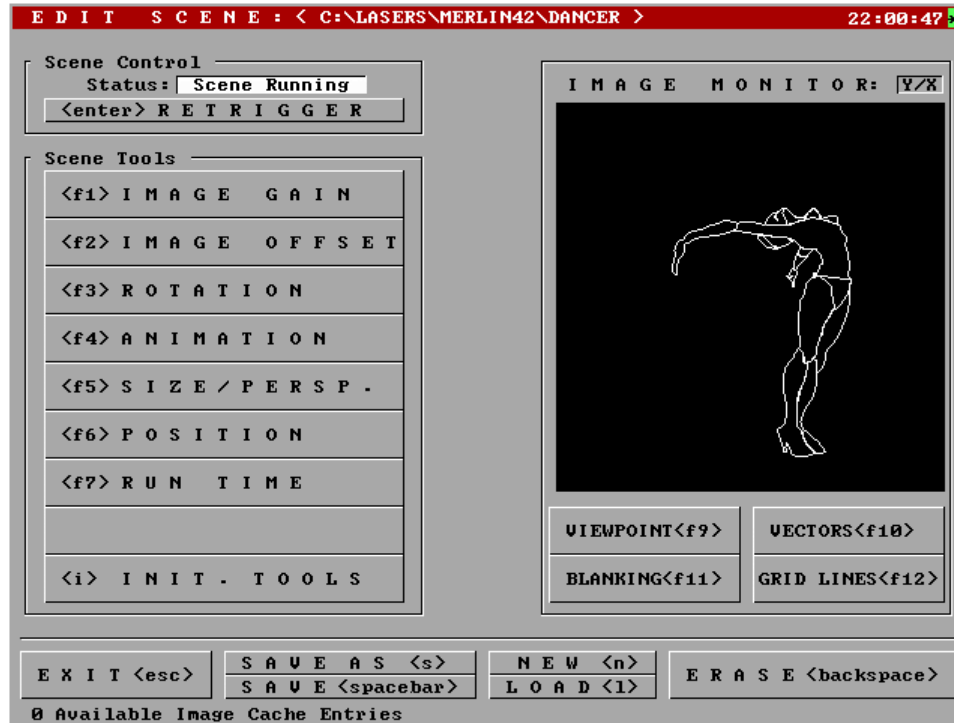 E D I T   S C E N E : < C:\LASERS\MERLIN42\DANCER >   22:00:47
Scene Control
Status: Scene Running
<enter> R E T R I G G E R
Scene Tools
<f1> I M A G E   G A I N
<f2> I M A G E   O F F S E T
<f3> R O T A T I O N
<f4> A N I M A T I O N
<f5> S I Z E / P E R S P .
<f6> P O S I T I O N
<f7> R U N   T I M E
<i> I N I T .   T O O L S
I M A G E   M O N I T O R: Y/X
VIEWPOINT<f9>   VECTORS<f10>
BLANKING<f11>   GRID LINES<f12>
E X I T <esc>
S A V E   A S <s>
S A V E <spacebar>
N E W <n>
L O A D <l>
E R A S E <backspace>
0 Available Image Cache Entries